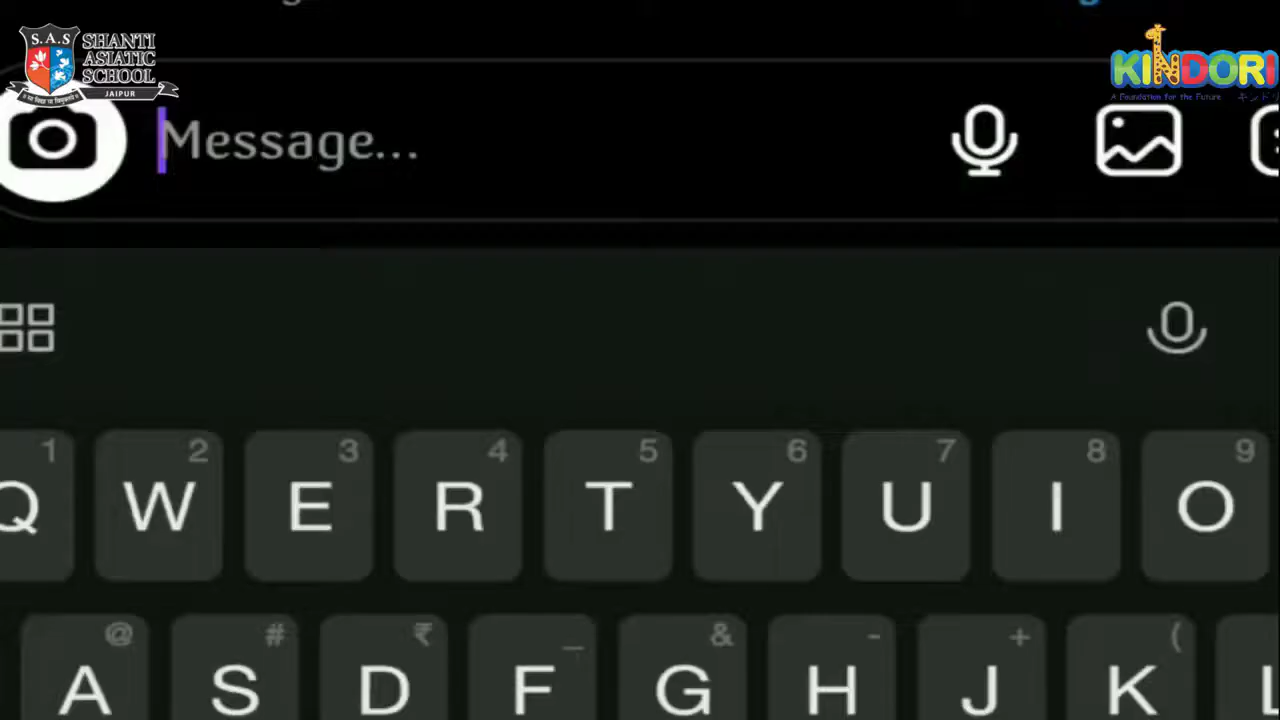 S.A.S
SHANTI
ASIATIC
SCHOOL
JAIPUR
KINDORI
A Foundation for the Future
Message...
1 2 3 4 5 6 7 8 9
Q W E R T Y U I O
@ # ₹ _ & - + (
A S D F G H J K L